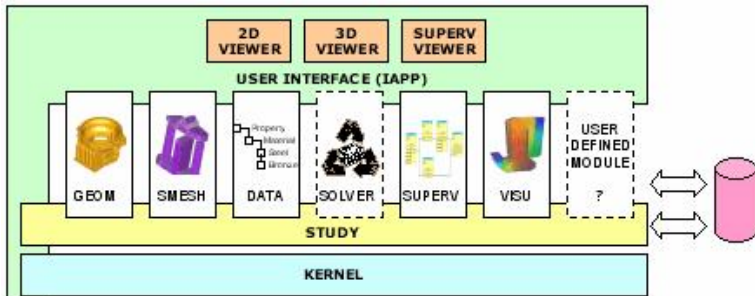 2D VIEWER
3D VIEWER
SUPERV VIEWER
USER INTERFACE (IAPP)
Property
Material
Steel
Bronze
USER
DEFINED
MODULE
?
GEOM
SMESH
DATA
SOLVER
SUPERV
VISU
STUDY
KERNEL